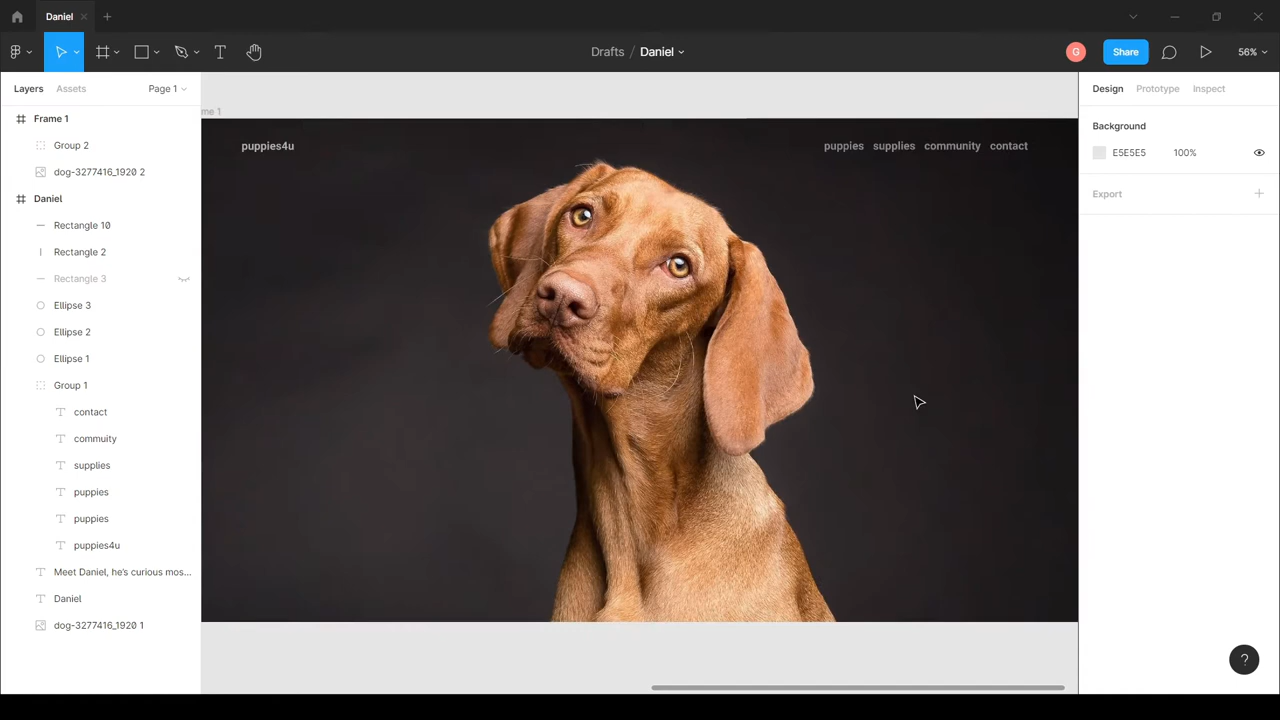 Daniel
Drafts / Daniel
G
Share
56%
Layers
Assets
Page 1
Frame 1
Group 2
dog-3277416_1920 2
Daniel
Rectangle 10
Rectangle 2
Rectangle 3
Ellipse 3
Ellipse 2
Ellipse 1
Group 1
contact
commuity
supplies
puppies
puppies
puppies4u
Meet Daniel, he's curious mos...
Daniel
dog-3277416_1920 1
me 1
puppies4u
puppies supplies community contact
Design
Prototype
Inspect
Background
E5E5E5 100%
Export
?